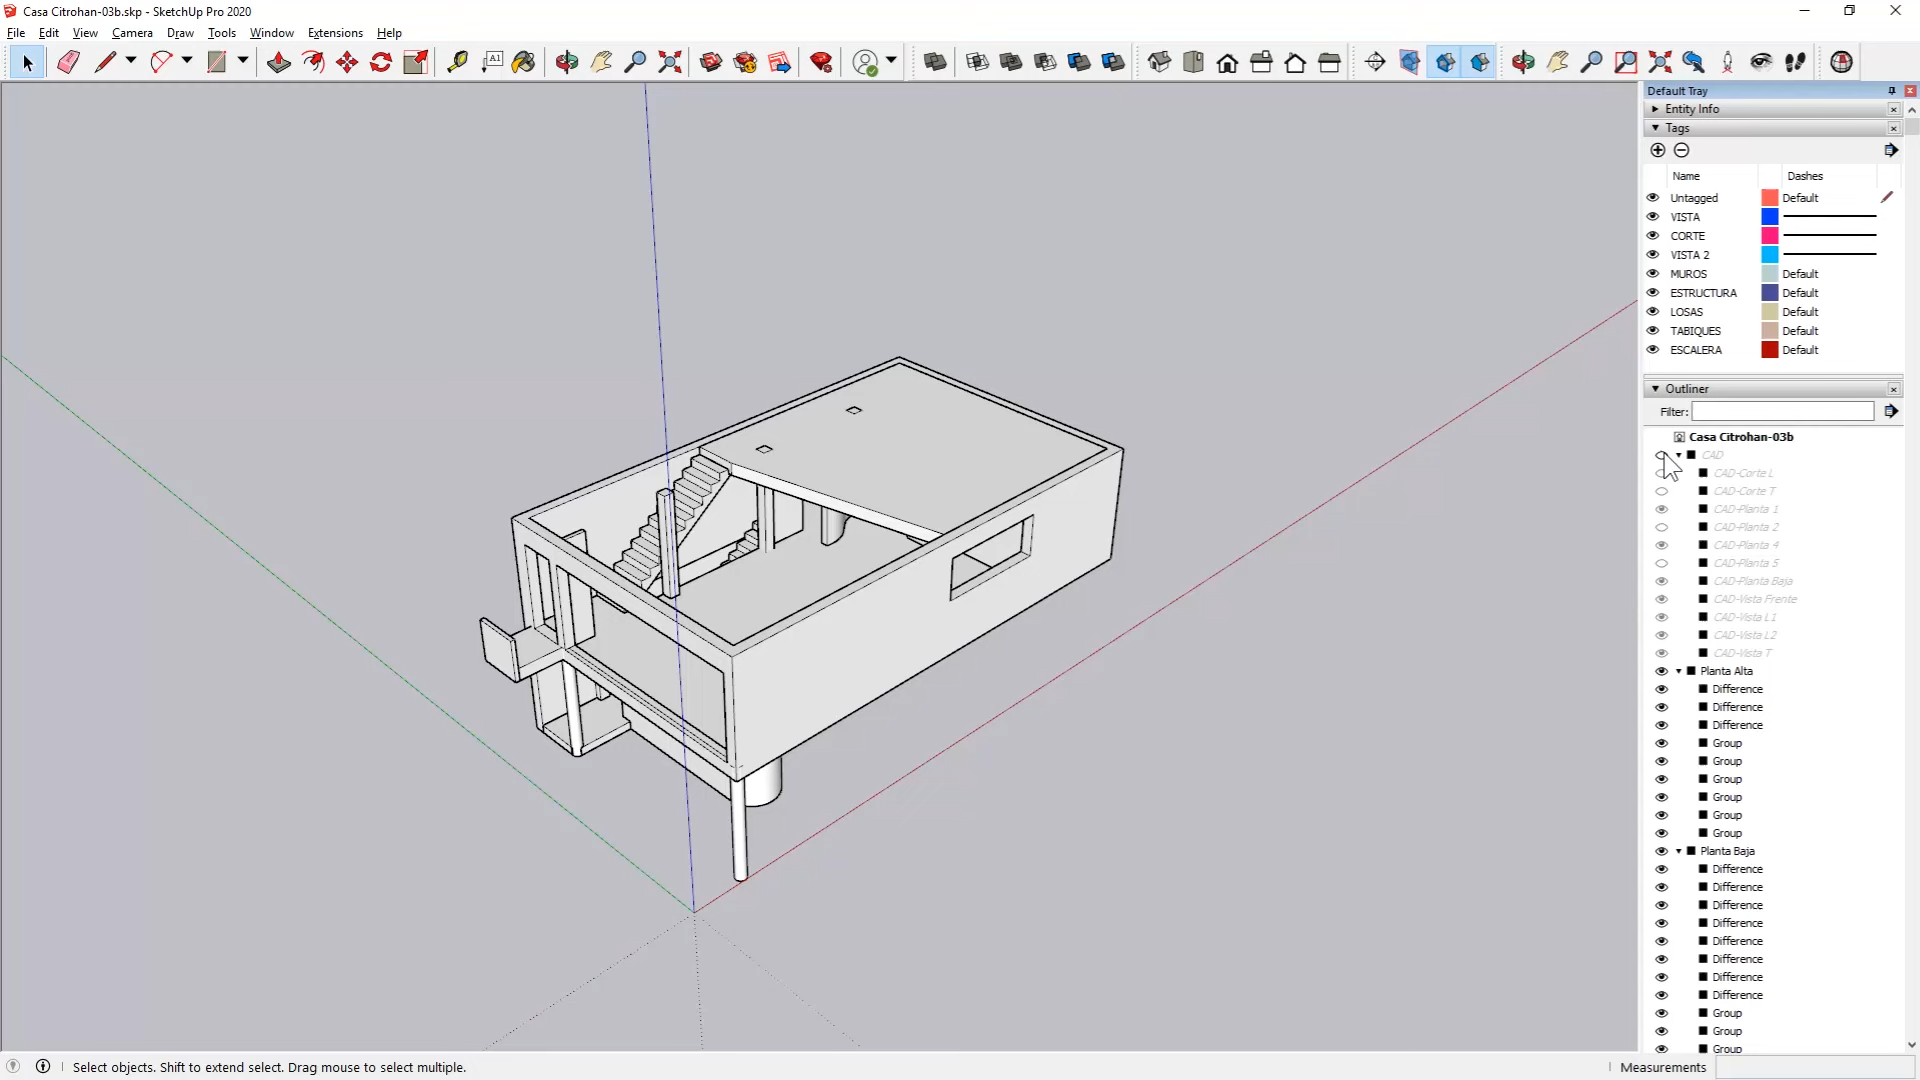 Casa Citrohan-03b.skp - SketchUp Pro 2020
File Edit View Camera Draw Tools Window Extensions Help
A1
Default Tray
Entity Info
Tags
Name Dashes
Untagged Default
VISTA
CORTE
VISTA 2
MUROS Default
ESTRUCTURA Default
LOSAS Default
TABIQUES Default
ESCALERA Default
Outliner
Filter:
Casa Citrohan-03b
CAD
CAD-Corte L
CAD-Corte T
CAD-Planta 1
CAD-Planta 2
CAD-Planta 4
CAD-Planta 5
CAD-Planta Baja
CAD-Vista Frente
CAD-Vista L1
CAD-Vista L2
CAD-Vista T
Planta Alta
Difference
Difference
Difference
Group
Group
Group
Group
Group
Group
Planta Baja
Difference
Difference
Difference
Difference
Difference
Difference
Difference
Difference
Group
Group
Group
Select objects. Shift to extend select. Drag mouse to select multiple.
Measurements